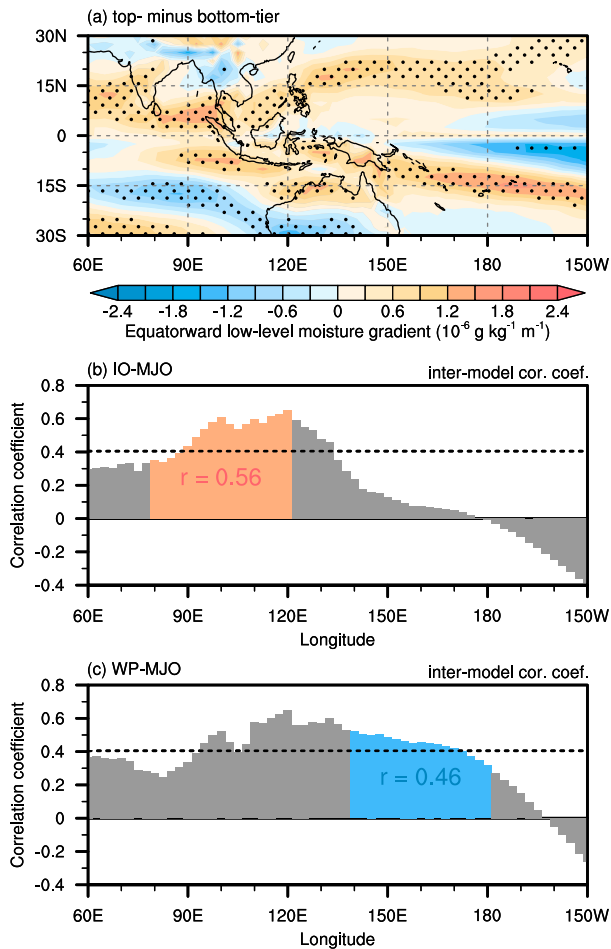 (a) top- minus bottom-tier
30N
15N
0
15S
30S
60E 90E 120E 150E 180 150W
-2.4 -1.8 -1.2 -0.6 0 0.6 1.2 1.8 2.4
Equatorward low-level moisture gradient (10⁻⁶ g kg⁻¹ m⁻¹)
(b) IO-MJO inter-model cor. coef.
Correlation coefficient
0.8
0.6
0.4
0.2
0
-0.2
-0.4
r = 0.56
60E 90E 120E 150E 180 150W
Longitude
(c) WP-MJO inter-model cor. coef.
Correlation coefficient
0.8
0.6
0.4
0.2
0
-0.2
-0.4
r = 0.46
60E 90E 120E 150E 180 150W
Longitude